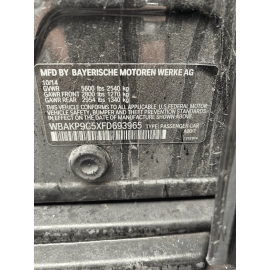 MFD BY BAYERISCHE MOTOREN WERKE AG
10/14
GVWR 5600 lbs 2540 kg
GAWR FRONT 2800 lbs 1270 kg
GAWR REAR 2954 lbs 1340 kg
THIS VEHICLE CONFORMS TO ALL APPLICABLE
U.S. FEDERAL MOTOR VEHICLE
SAFETY, BUMPER AND THEFT PREVENTION STANDARDS
IN EFFECT ON THE DATE OF
MANUFACTURE SHOWN ABOVE
WBAKP9C5XFD693965 TYPE: PASSENGER CAR